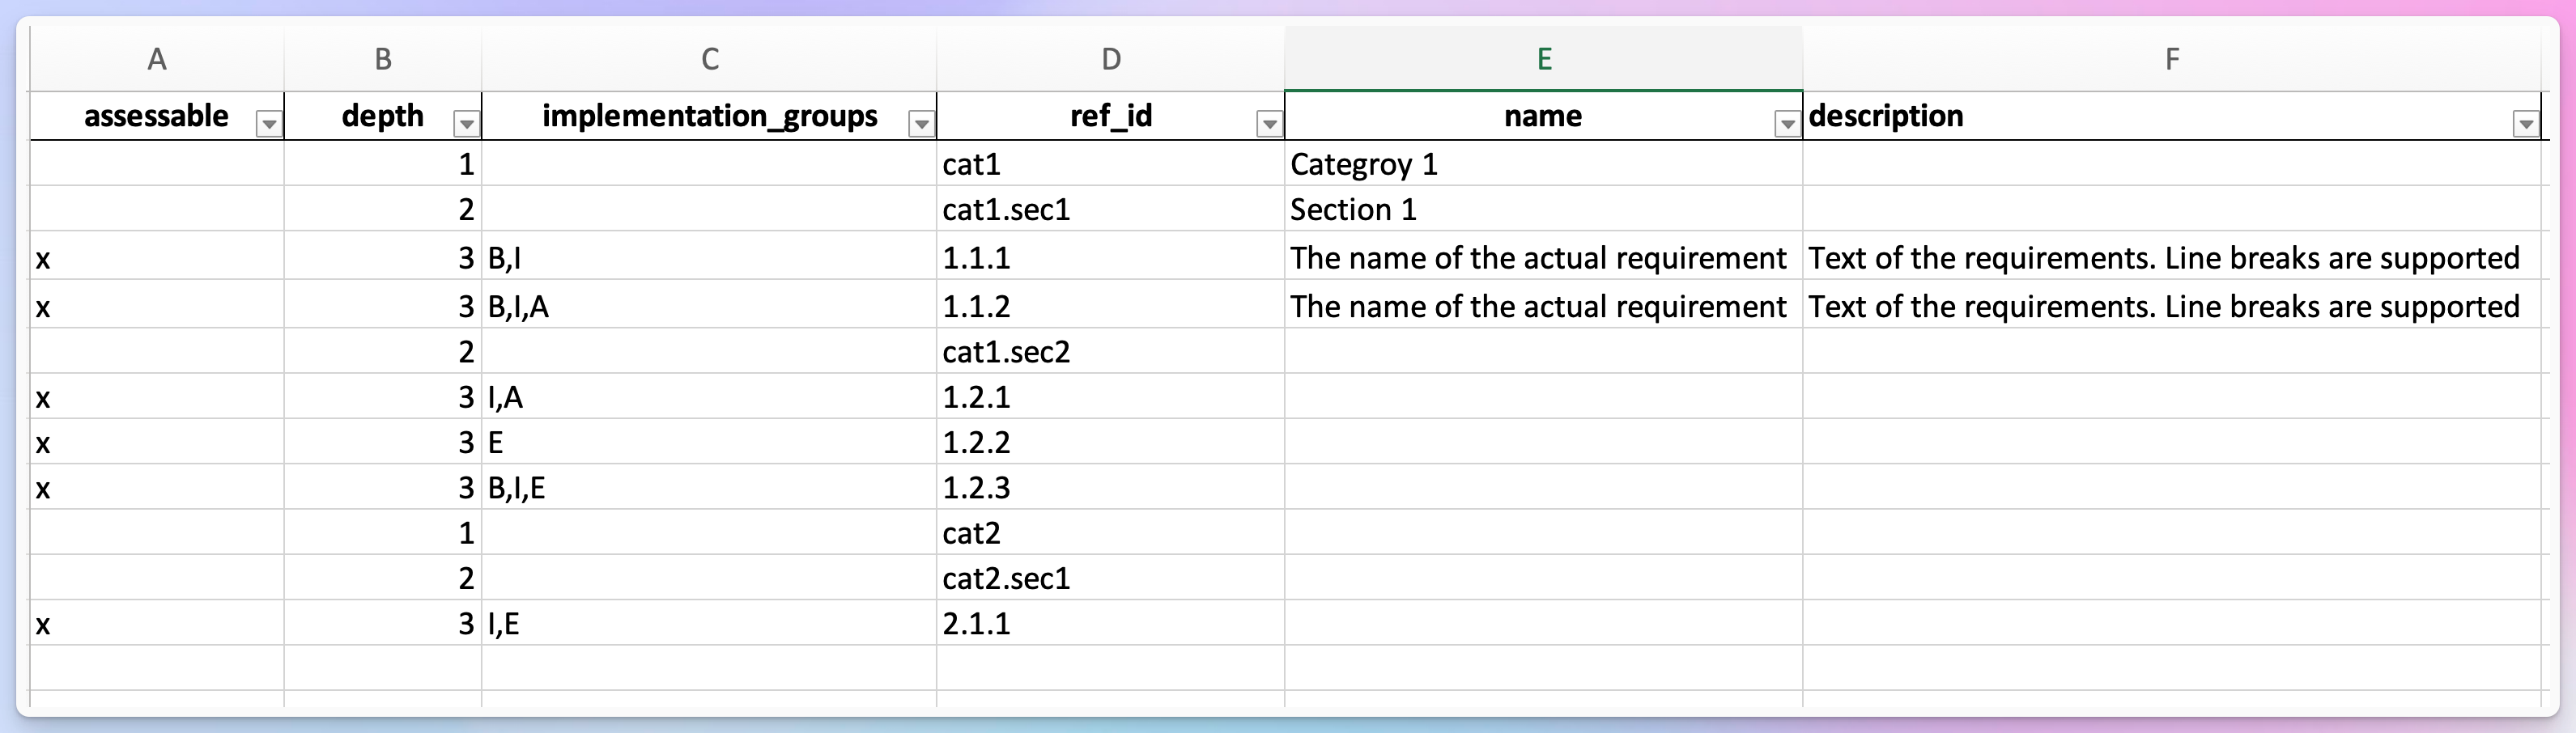 A B C D E F
assessable depth implementation_groups ref_id name description
1 cat1 Categroy 1
2 cat1.sec1 Section 1
x 3 B,I 1.1.1 The name of the actual requirement Text of the requirements. Line breaks are supported
x 3 B,I,A 1.1.2 The name of the actual requirement Text of the requirements. Line breaks are supported
2 cat1.sec2
x 3 I,A 1.2.1
x 3 E 1.2.2
x 3 B,I,E 1.2.3
1 cat2
2 cat2.sec1
x 3 I,E 2.1.1